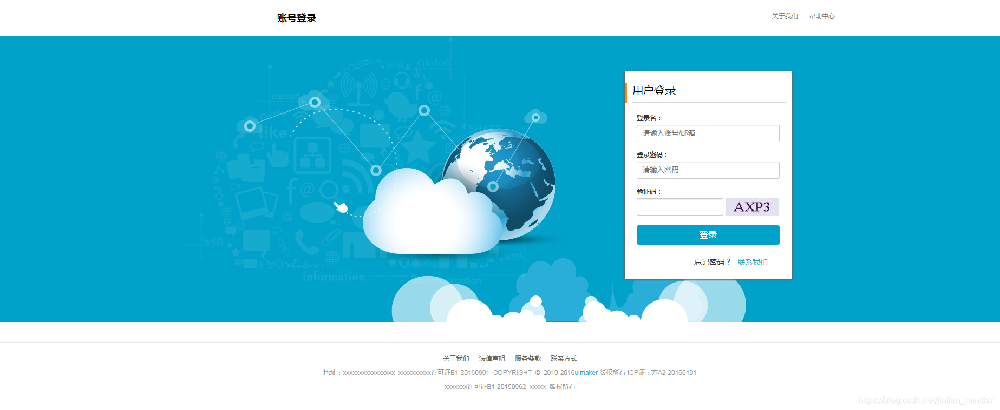 账号登录
关于我们 帮助中心
Global
contact
SHARE
like
用户登录
登录名：
请输入账号/邮箱
登录密码：
请输入密码
验证码：
AXP3
登录
忘记密码？ 联系我们
web
speak
information
communication
关于我们 法律声明 服务条款 联系方式
地址：xxxxxxxxxxxxxxxx xxxxxxxxxx许可证B1-20160901 COPYRIGHT © 2010-2016uimaker 版权所有 ICP证：苏A2-20160101
xxxxxxx许可证B1-20150962 xxxxx 版权所有
https://blog.csdn.net/jintian_minttian